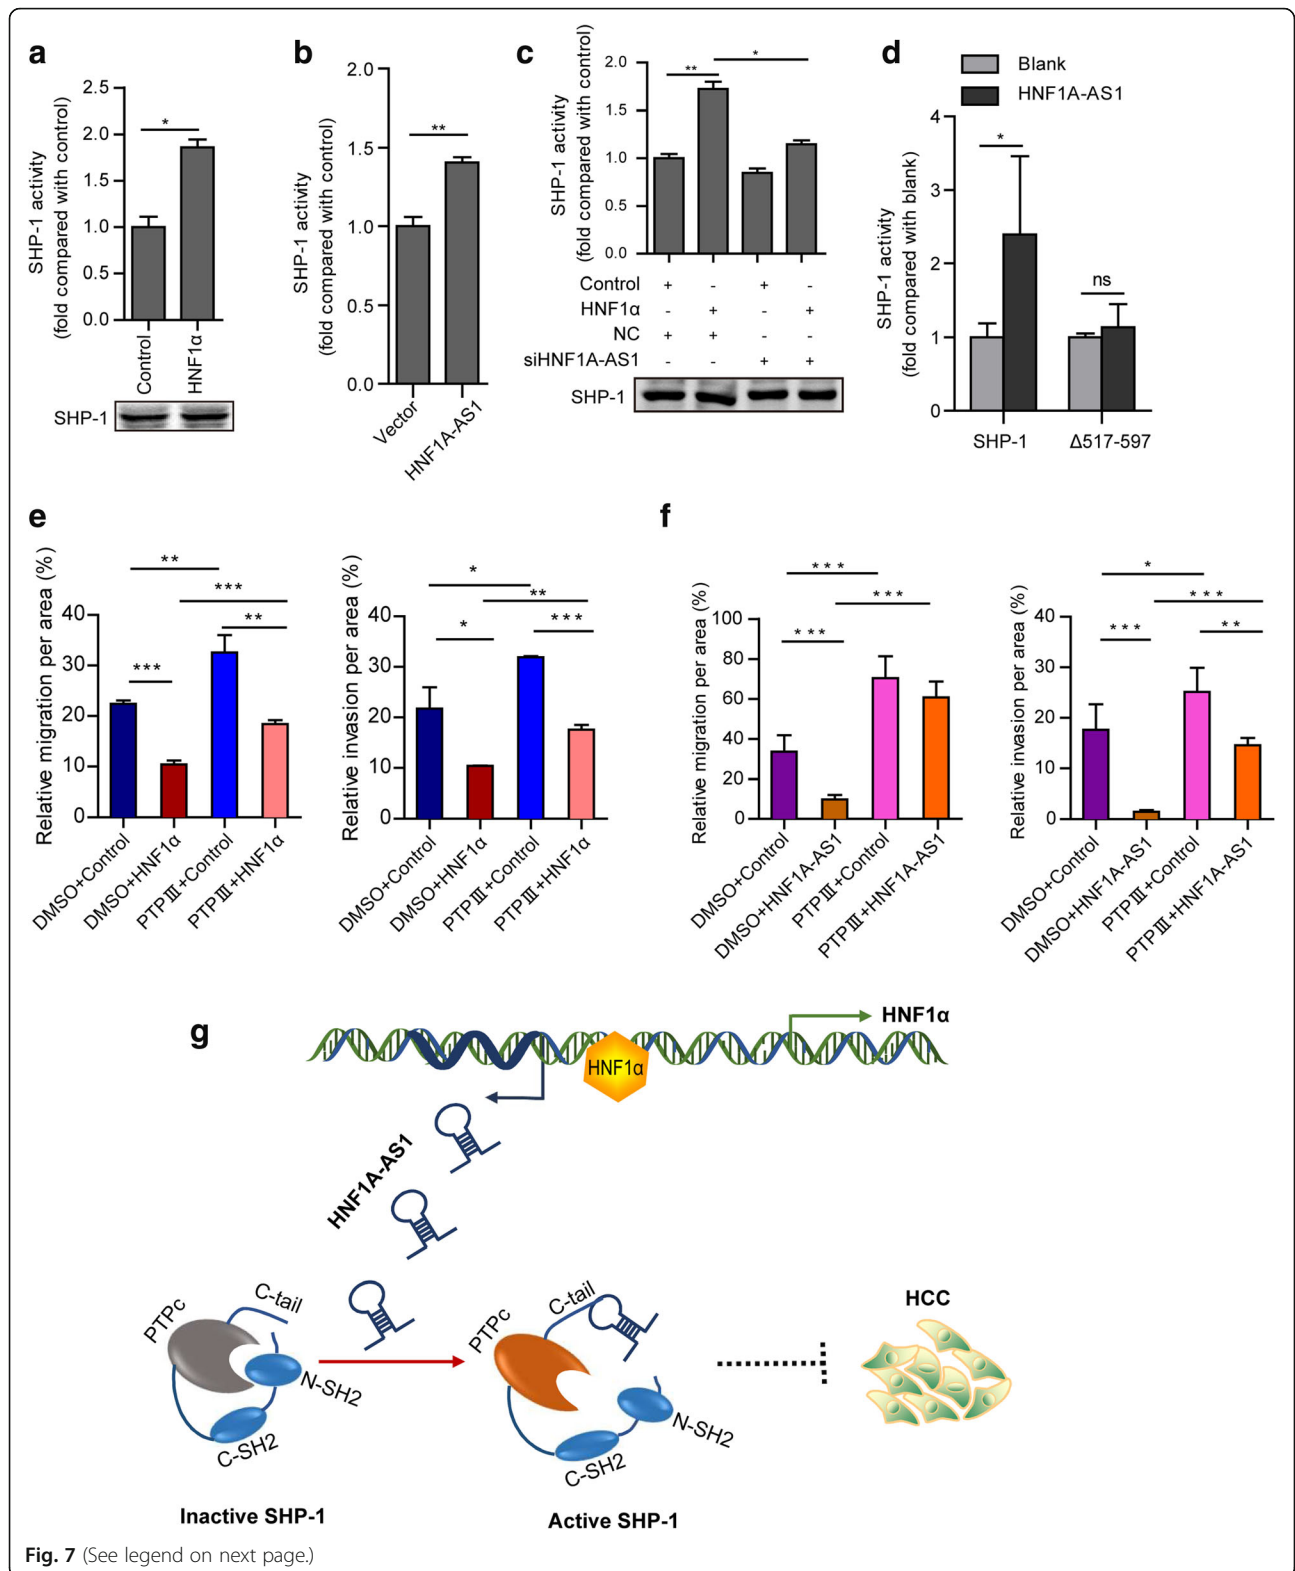 a
SHP-1 activity
(fold compared with control)
2.5
2.0
1.5
1.0
0.5
0.0
*
Control
HNF1α
SHP-1
b
SHP-1 activity
(fold compared with control)
2.0
1.5
1.0
0.5
0.0
**
Vector
HNF1A-AS1
c
SHP-1 activity
(fold compared with control)
2.0
1.5
1.0
0.5
0.0
**
*
Control + - + -
HNF1α - + - +
NC + + - -
siHNF1A-AS1 - - + +
SHP-1
d
Blank
HNF1A-AS1
SHP-1 activity
(fold compared with blank)
4
3
2
1
0
*
ns
SHP-1
Δ517-597
e
Relative migration per area (%)
40
30
20
10
0
**
***
**
***
DMSO+Control
DMSO+HNF1α
PTPⅢ+Control
PTPⅢ+HNF1α
Relative invasion per area (%)
40
30
20
10
0
*
**
*
***
DMSO+Control
DMSO+HNF1α
PTPⅢ+Control
PTPⅢ+HNF1α
f
Relative migration per area (%)
100
80
60
40
20
0
***
***
***
DMSO+Control
DMSO+HNF1A-AS1
PTPⅢ+Control
PTPⅢ+HNF1A-AS1
Relative invasion per area (%)
40
30
20
10
0
*
***
***
**
DMSO+Control
DMSO+HNF1A-AS1
PTPⅢ+Control
PTPⅢ+HNF1A-AS1
g
HNF1α
HNF1α
HNF1A-AS1
PTPc
C-tail
N-SH2
C-SH2
Inactive SHP-1
PTPc
C-tail
N-SH2
C-SH2
Active SHP-1
HCC
Fig. 7 (See legend on next page.)